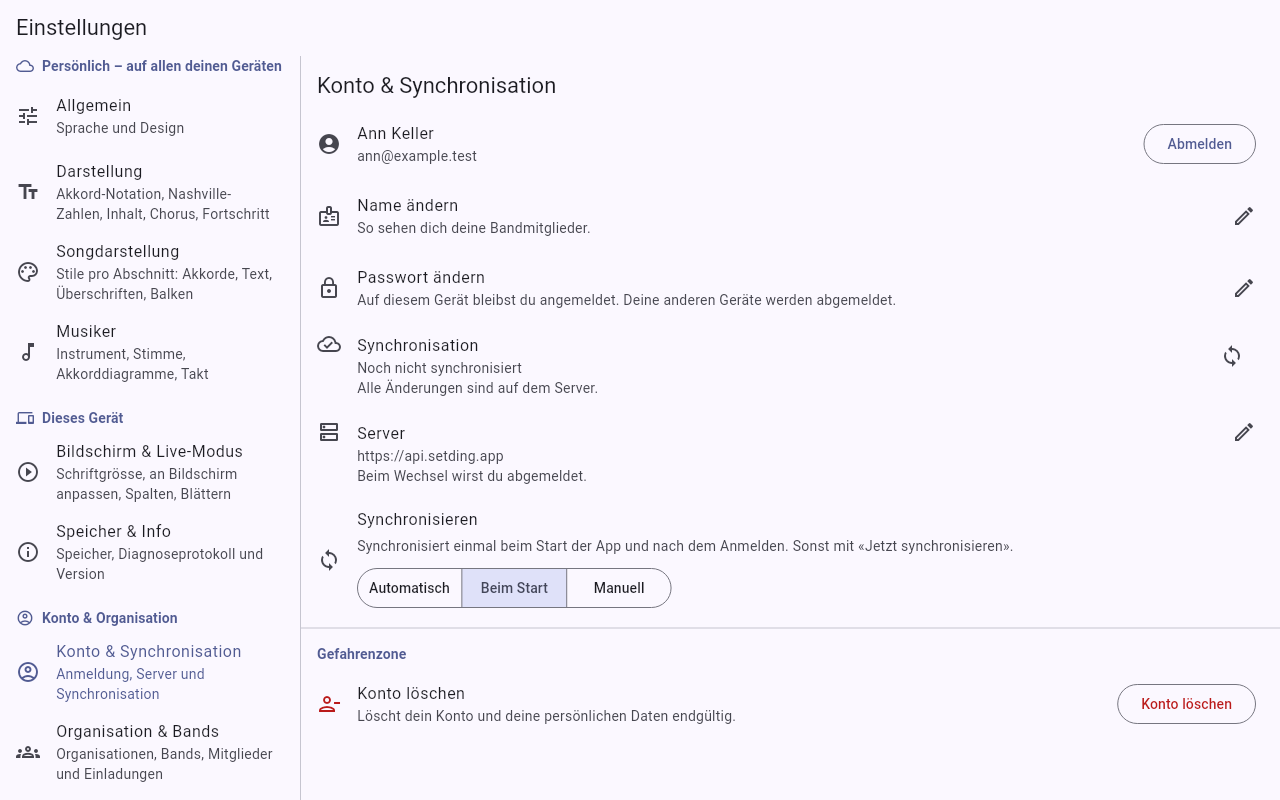 Einstellungen
Persönlich – auf allen deinen Geräten
Allgemein
Sprache und Design
Darstellung
Akkord-Notation, Nashville-
Zahlen, Inhalt, Chorus, Fortschritt
Songdarstellung
Stile pro Abschnitt: Akkorde, Text,
Überschriften, Balken
Musiker
Instrument, Stimme,
Akkorddiagramme, Takt
Dieses Gerät
Bildschirm & Live-Modus
Schriftgrösse, an Bildschirm
anpassen, Spalten, Blättern
Speicher & Info
Speicher, Diagnoseprotokoll und
Version
Konto & Organisation
Konto & Synchronisation
Anmeldung, Server und
Synchronisation
Organisation & Bands
Organisationen, Bands, Mitglieder
und Einladungen
Konto & Synchronisation
Ann Keller
ann@example.test
Abmelden
Name ändern
So sehen dich deine Bandmitglieder.
Passwort ändern
Auf diesem Gerät bleibst du angemeldet. Deine anderen Geräte werden abgemeldet.
Synchronisation
Noch nicht synchronisiert
Alle Änderungen sind auf dem Server.
Server
https://api.setding.app
Beim Wechsel wirst du abgemeldet.
Synchronisieren
Synchronisiert einmal beim Start der App und nach dem Anmelden. Sonst mit «Jetzt synchronisieren».
Automatisch Beim Start Manuell
Gefahrenzone
Konto löschen
Löscht dein Konto und deine persönlichen Daten endgültig.
Konto löschen